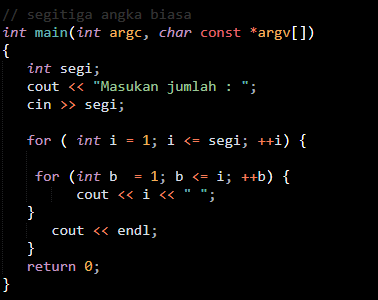 // segitiga angka biasa
int main(int argc, char const *argv[])
{
int segi;
cout << "Masukan jumlah : ";
cin >> segi;
for ( int i = 1; i <= segi; ++i) {
for (int b  = 1; b <= i; ++b) {
cout << i << " ";
}
cout << endl;
}
return 0;
}